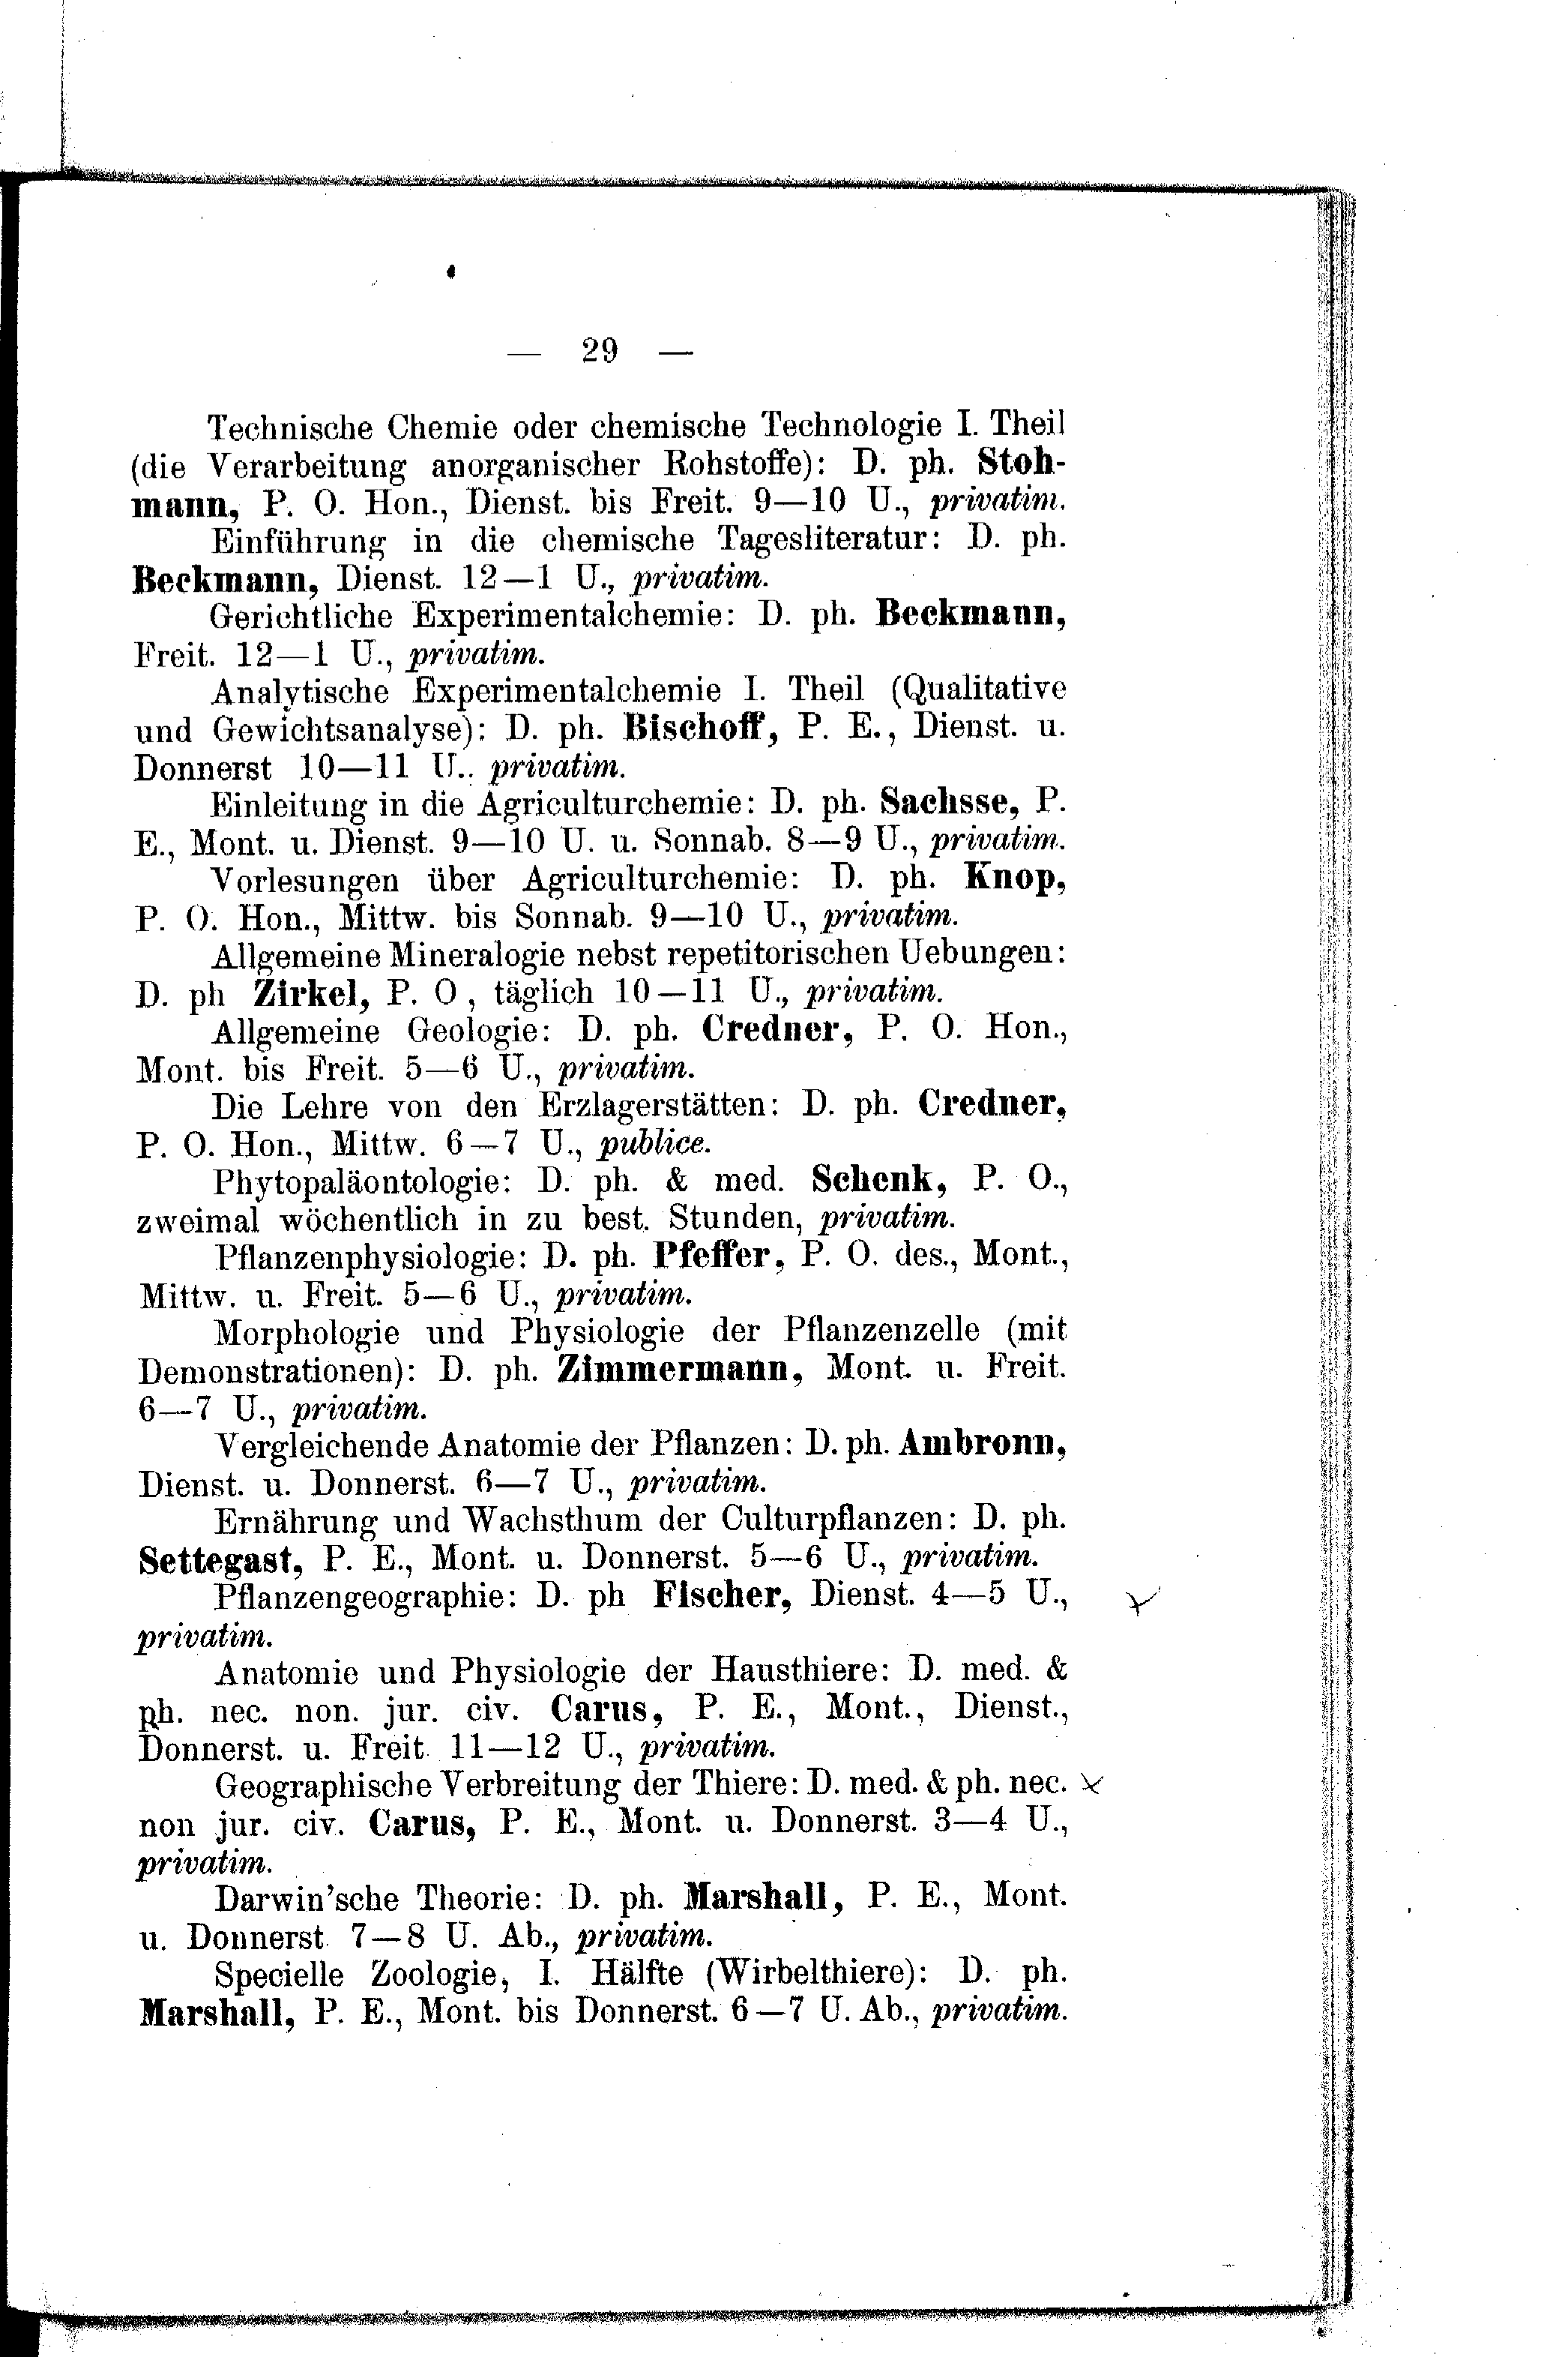 — 29 —
Technische Chemie oder chemische Technologie I. Theil
(die Verarbeitung anorganischer Rohstoffe): D. ph. Stoh-
mann, P. O. Hon., Dienst. bis Freit. 9—10 U., privatim.
Einführung in die chemische Tagesliteratur: D. ph.
Beckmann, Dienst. 12—1 U., privatim.
Gerichtliche Experimentalchemie: D. ph. Beckmann,
Freit. 12—1 U., privatim.
Analytische Experimentalchemie I. Theil (Qualitative
und Gewichtsanalyse): D. ph. Bischoff, P. E., Dienst. u.
Donnerst 10—11 U.. privatim.
Einleitung in die Agriculturchemie: D. ph. Sachsse, P.
E., Mont. u. Dienst. 9—10 U. u. Sonnab. 8—9 U., privatim.
Vorlesungen über Agriculturchemie: D. ph. Knop,
P. O. Hon., Mittw. bis Sonnab. 9—10 U., privatim.
Allgemeine Mineralogie nebst repetitorischen Uebungen:
D. ph Zirkel, P. O , täglich 10—11 U., privatim.
Allgemeine Geologie: D. ph. Credner, P. O. Hon.,
Mont. bis Freit. 5—6 U., privatim.
Die Lehre von den Erzlagerstätten: D. ph. Credner,
P. O. Hon., Mittw. 6—7 U., publice.
Phytopaläontologie: D. ph. & med. Schenk, P. O.,
zweimal wöchentlich in zu best. Stunden, privatim.
Pflanzenphysiologie: D. ph. Pfeffer, P. O. des., Mont.,
Mittw. u. Freit. 5—6 U., privatim.
Morphologie und Physiologie der Pflanzenzelle (mit
Demonstrationen): D. ph. Zimmermann, Mont. u. Freit.
6—7 U., privatim.
Vergleichende Anatomie der Pflanzen: D. ph. Ambronn,
Dienst. u. Donnerst. 6—7 U., privatim.
Ernährung und Wachsthum der Culturpflanzen: D. ph.
Settegast, P. E., Mont. u. Donnerst. 5—6 U., privatim.
Pflanzengeographie: D. ph Fischer, Dienst. 4—5 U.,
privatim.
Anatomie und Physiologie der Hausthiere: D. med. &
ph. nec. non. jur. civ. Carus, P. E., Mont., Dienst.,
Donnerst. u. Freit 11—12 U., privatim.
Geographische Verbreitung der Thiere: D. med. & ph. nec.
non jur. civ. Carus, P. E., Mont. u. Donnerst. 3—4 U.,
privatim.
Darwin'sche Theorie: D. ph. Marshall, P. E., Mont.
u. Donnerst 7—8 U. Ab., privatim.
Specielle Zoologie, I. Hälfte (Wirbelthiere): D. ph.
Marshall, P. E., Mont. bis Donnerst. 6—7 U. Ab., privatim.